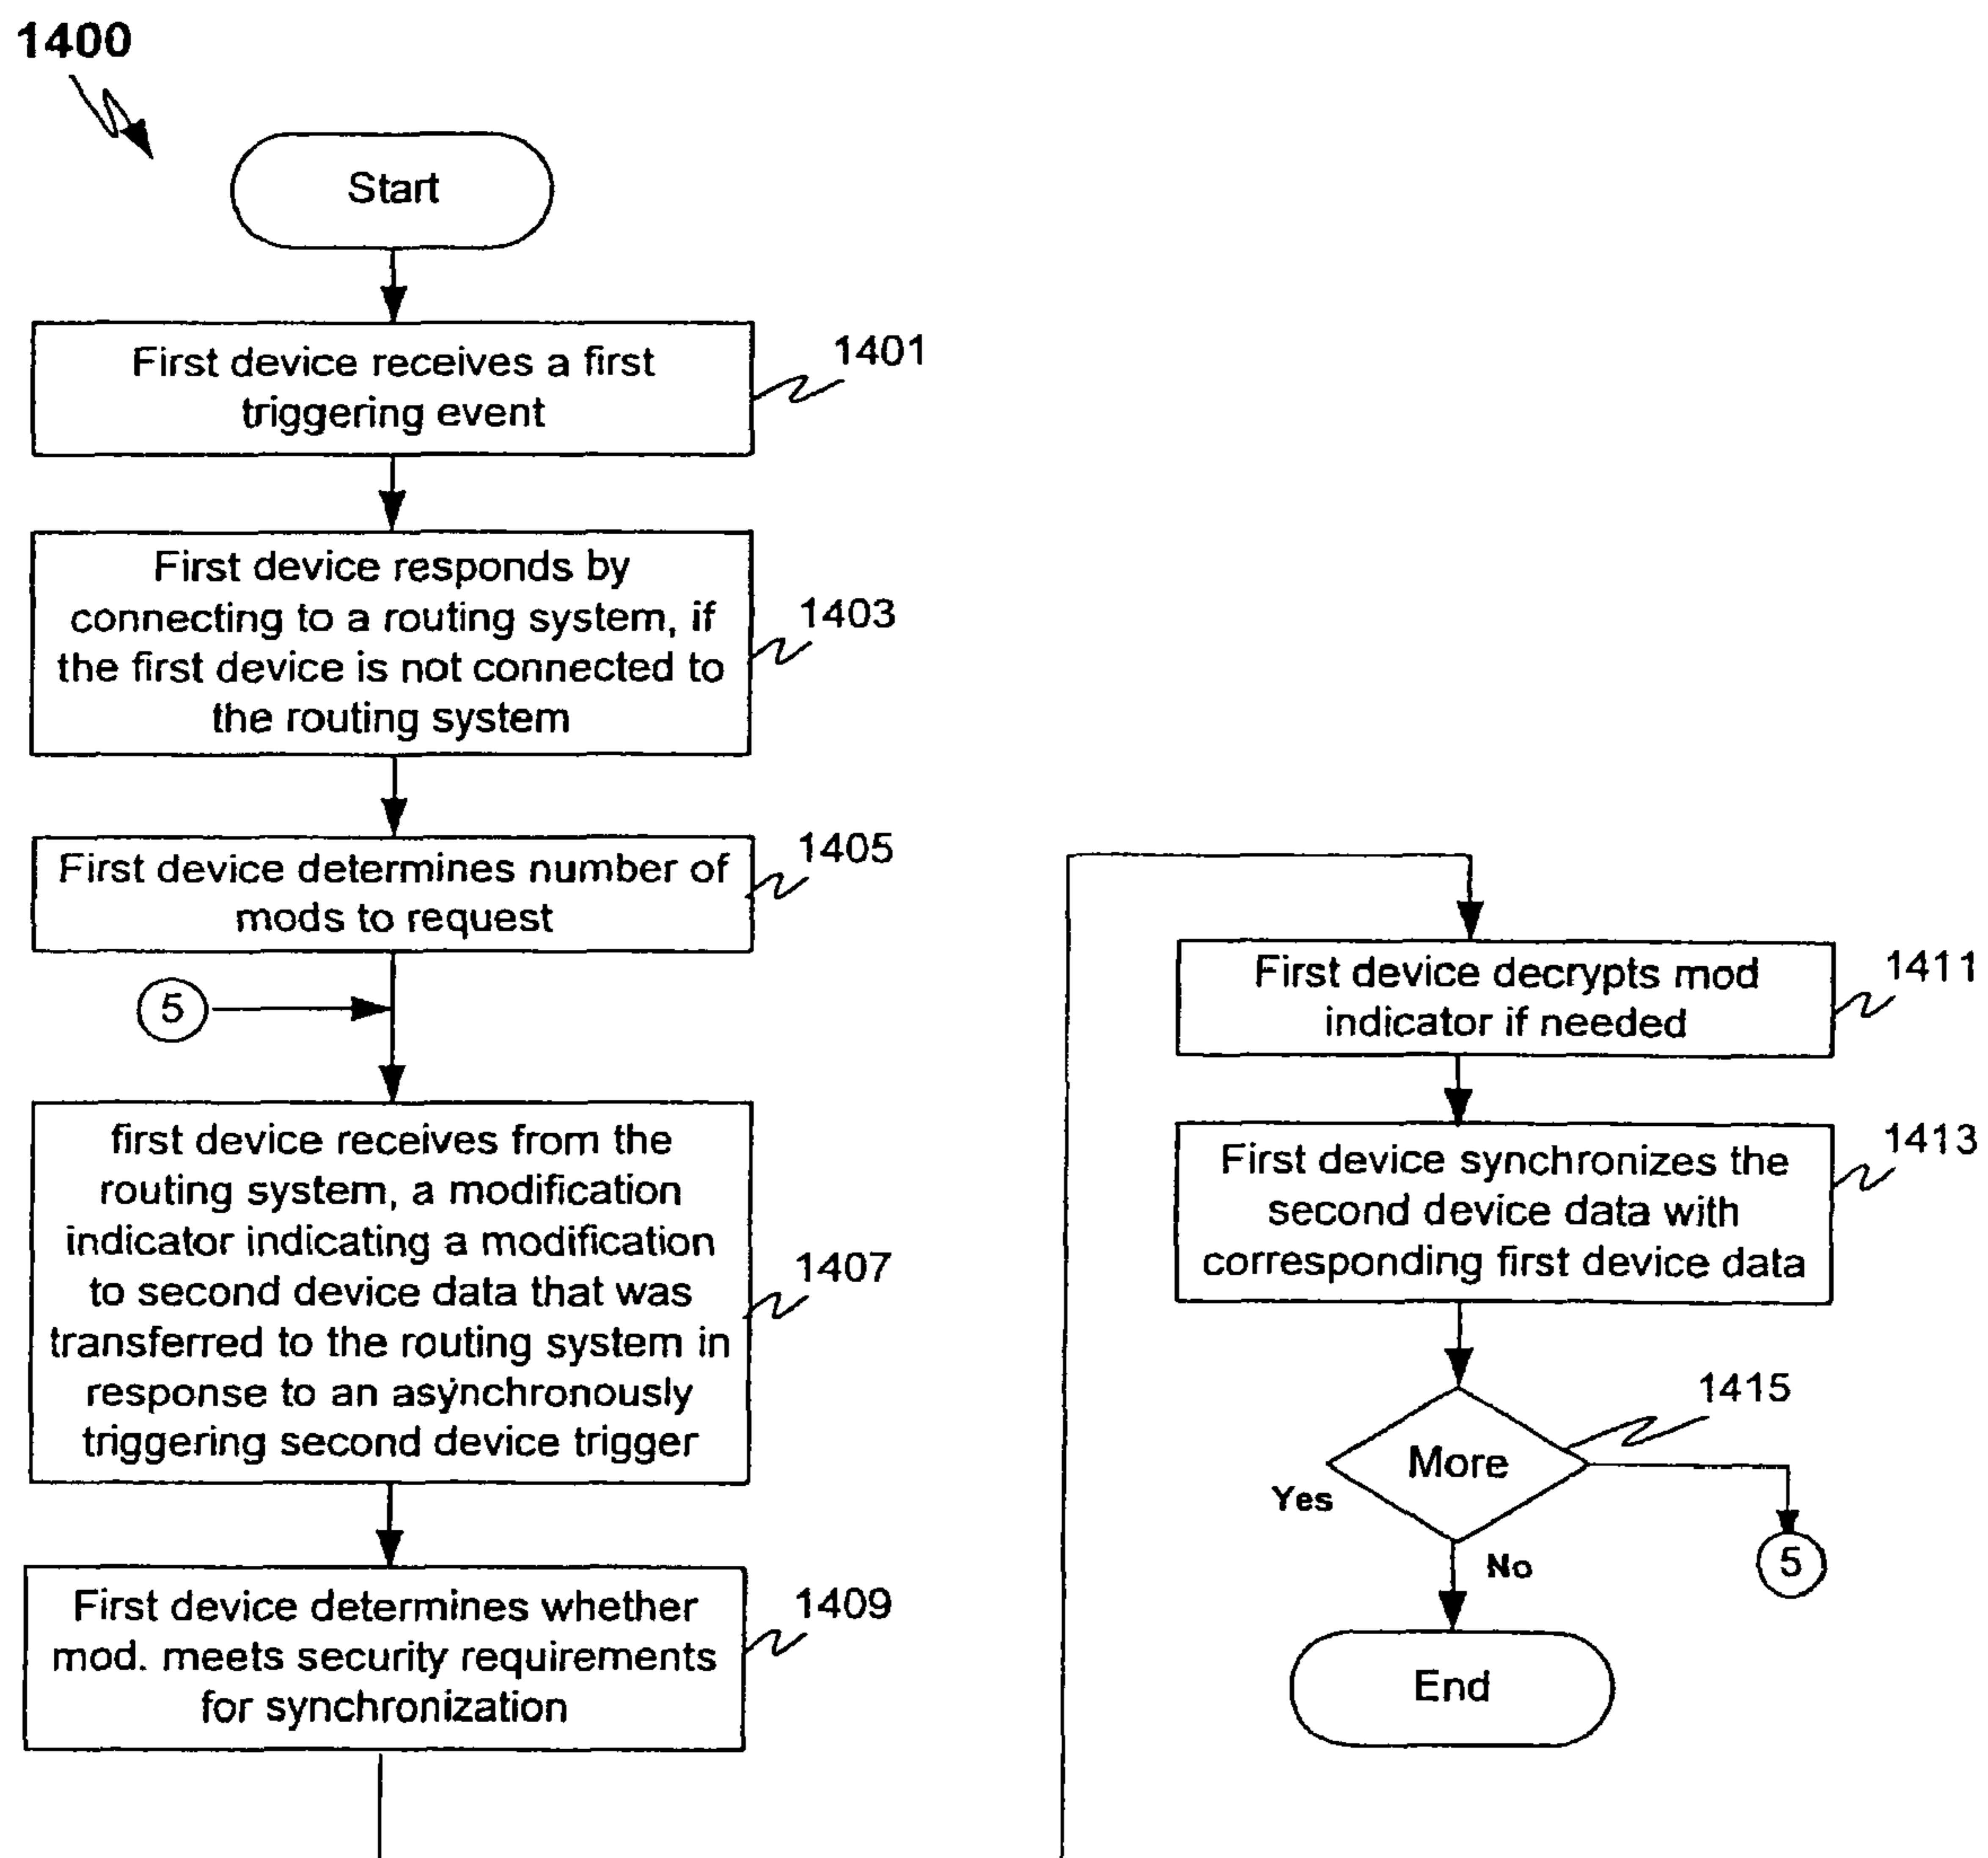 1400
Start
First device receives a first
triggering event
1401
First device responds by
connecting to a routing system, if
the first device is not connected to
the routing system
1403
First device determines number of
mods to request
1405
5
first device receives from the
routing system, a modification
indicator indicating a modification
to second device data that was
transferred to the routing system in
response to an asynchronously
triggering second device trigger
1407
First device determines whether
mod. meets security requirements
for synchronization
1409
First device decrypts mod
indicator if needed
1411
First device synchronizes the
second device data with
corresponding first device data
1413
More
1415
Yes
No
5
End